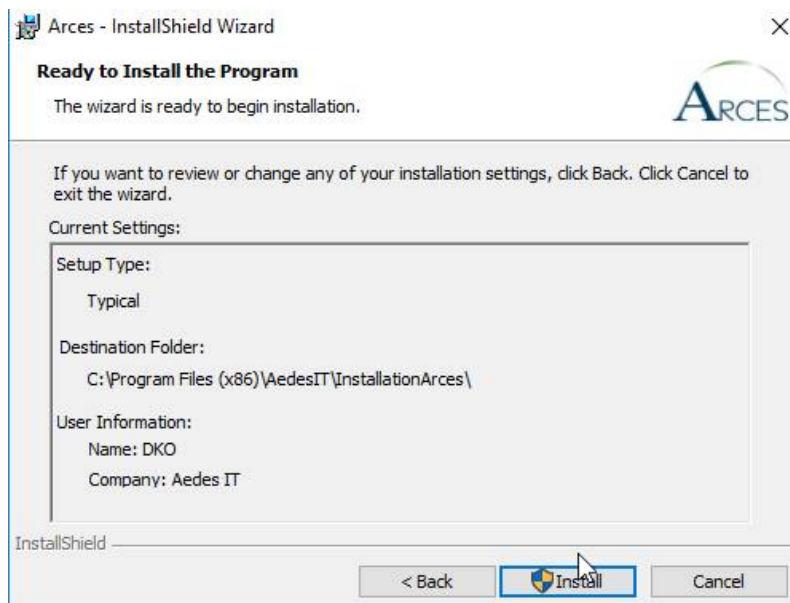 Arces - InstallShield Wizard
Ready to Install the Program
The wizard is ready to begin installation.
ARCES
If you want to review or change any of your installation settings, click Back. Click Cancel to
exit the wizard.
Current Settings:
Setup Type:
Typical
Destination Folder:
C:\Program Files (x86)\AedesIT\InstallationArces\
User Information:
Name: DKO
Company: Aedes IT
InstallShield
< Back
Install
Cancel